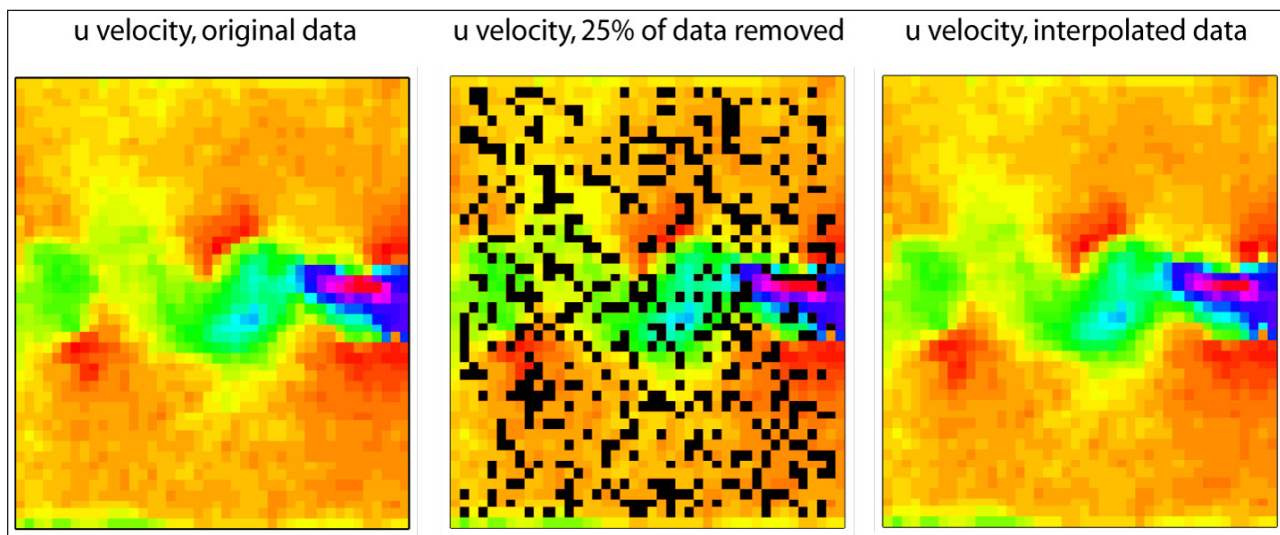 u velocity, original data
u velocity, 25% of data removed
u velocity, interpolated data